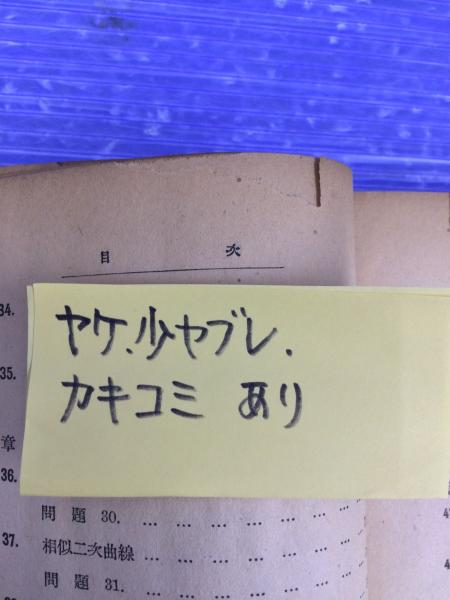 目次
34.
ヤケ、少ヤブレ.
カキコミ あり
35.
章
36.
問題 30. … … … … … …
37. 相似二次曲線 … … … … …
問題 31. … … … … …